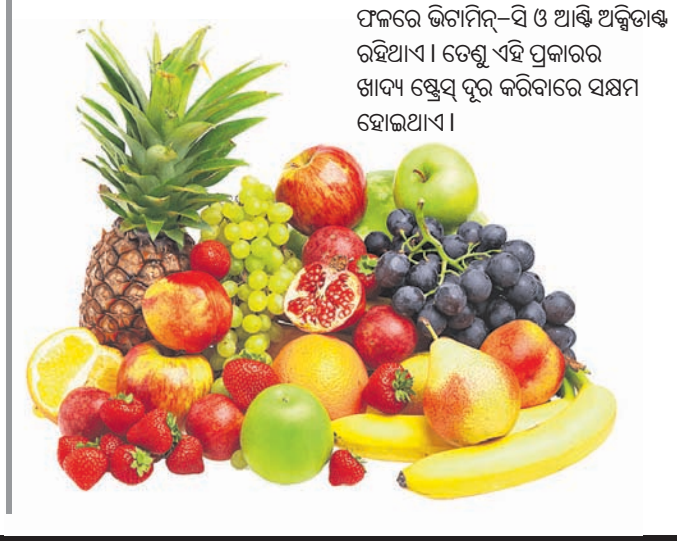 ଫଳରେ ଭିଟାମିନ୍–ସି ଓ ଆଣ୍ଟି ଅକ୍ସିଡାଣ୍ଟ
ରହିଥାଏ । ତେଣୁ ଏହି ପ୍ରକାରର
ଖାଦ୍ୟ ଷ୍ଟ୍ରେସ୍ ଦୂର କରିବାରେ ସକ୍ଷମ
ହୋଇଥାଏ ।